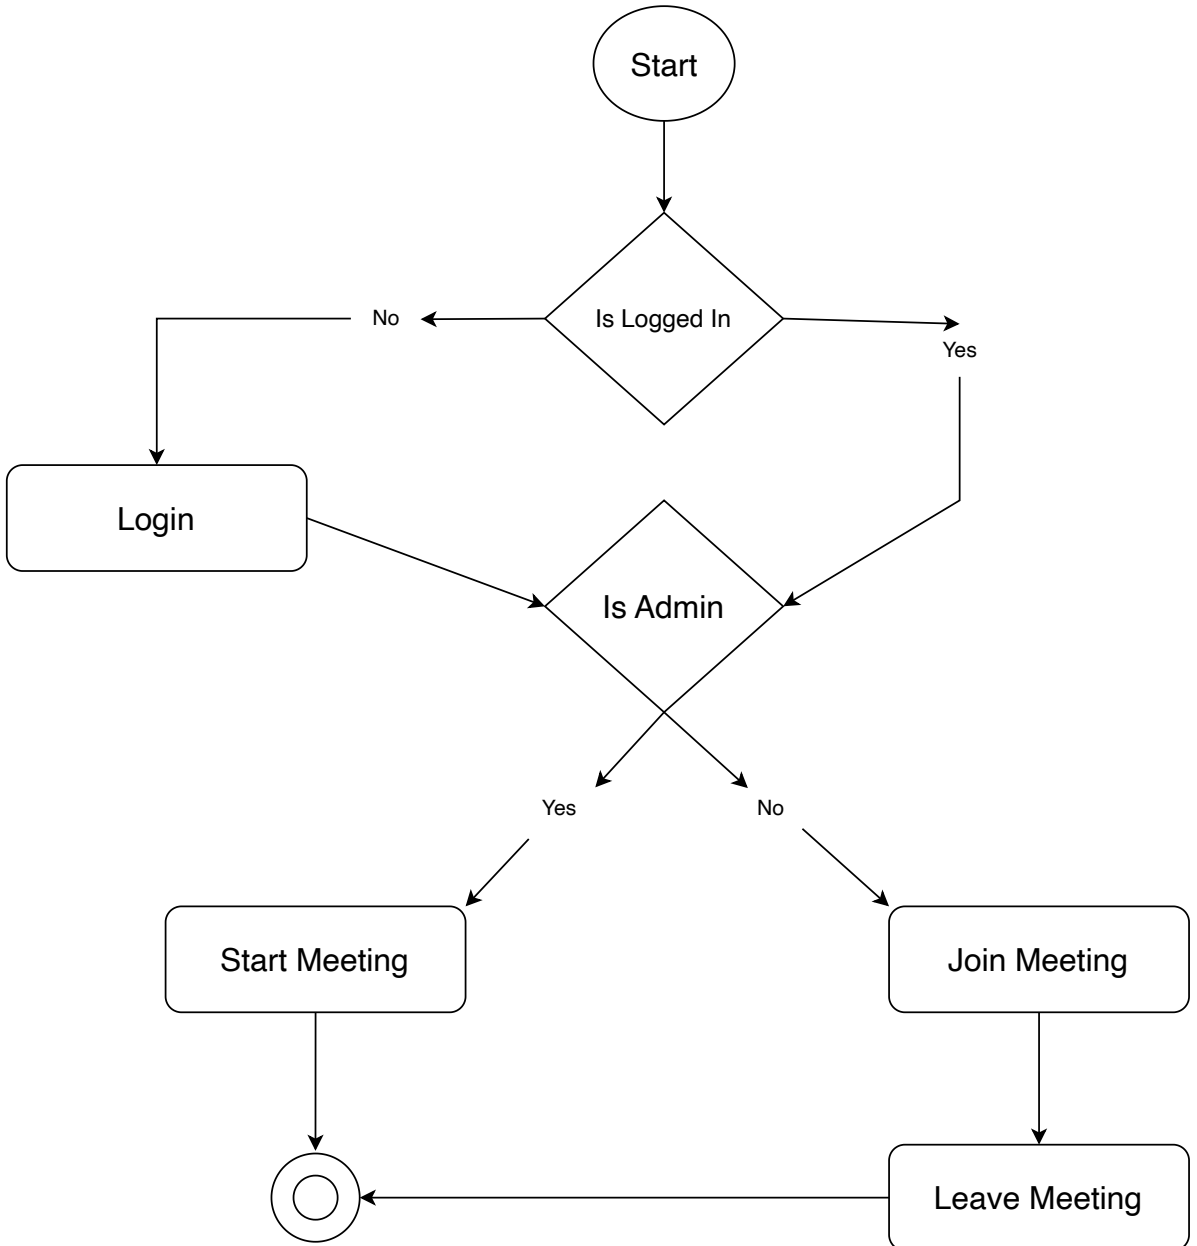 Start
Is Logged In
No
Yes
Login
Is Admin
Yes
No
Start Meeting
Join Meeting
Leave Meeting